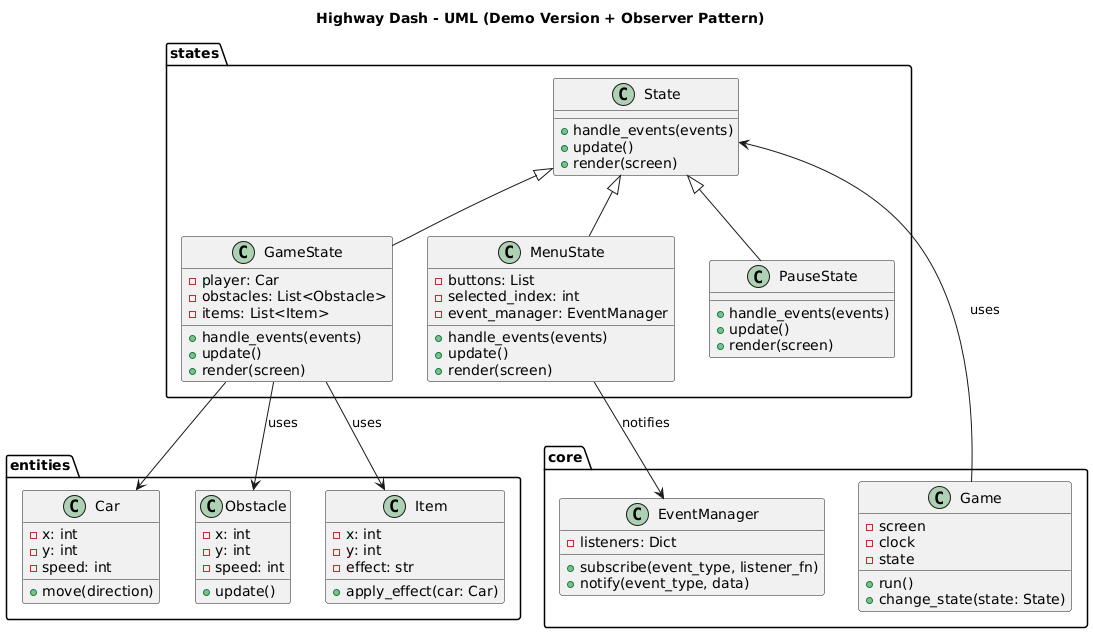 Highway Dash - UML (Demo Version + Observer Pattern)
states
C State
handle_events(events)
update()
render(screen)
C GameState
player: Car
obstacles: List<Obstacle>
items: List<Item>
handle_events(events)
update()
render(screen)
C MenuState
buttons: List
selected_index: int
event_manager: EventManager
handle_events(events)
update()
render(screen)
C PauseState
handle_events(events)
update()
render(screen)
uses
uses
uses
notifies
entities
C Car
x: int
y: int
speed: int
move(direction)
C Obstacle
x: int
y: int
speed: int
update()
C Item
x: int
y: int
effect: str
apply_effect(car: Car)
core
C EventManager
listeners: Dict
subscribe(event_type, listener_fn)
notify(event_type, data)
C Game
screen
clock
state
run()
change_state(state: State)